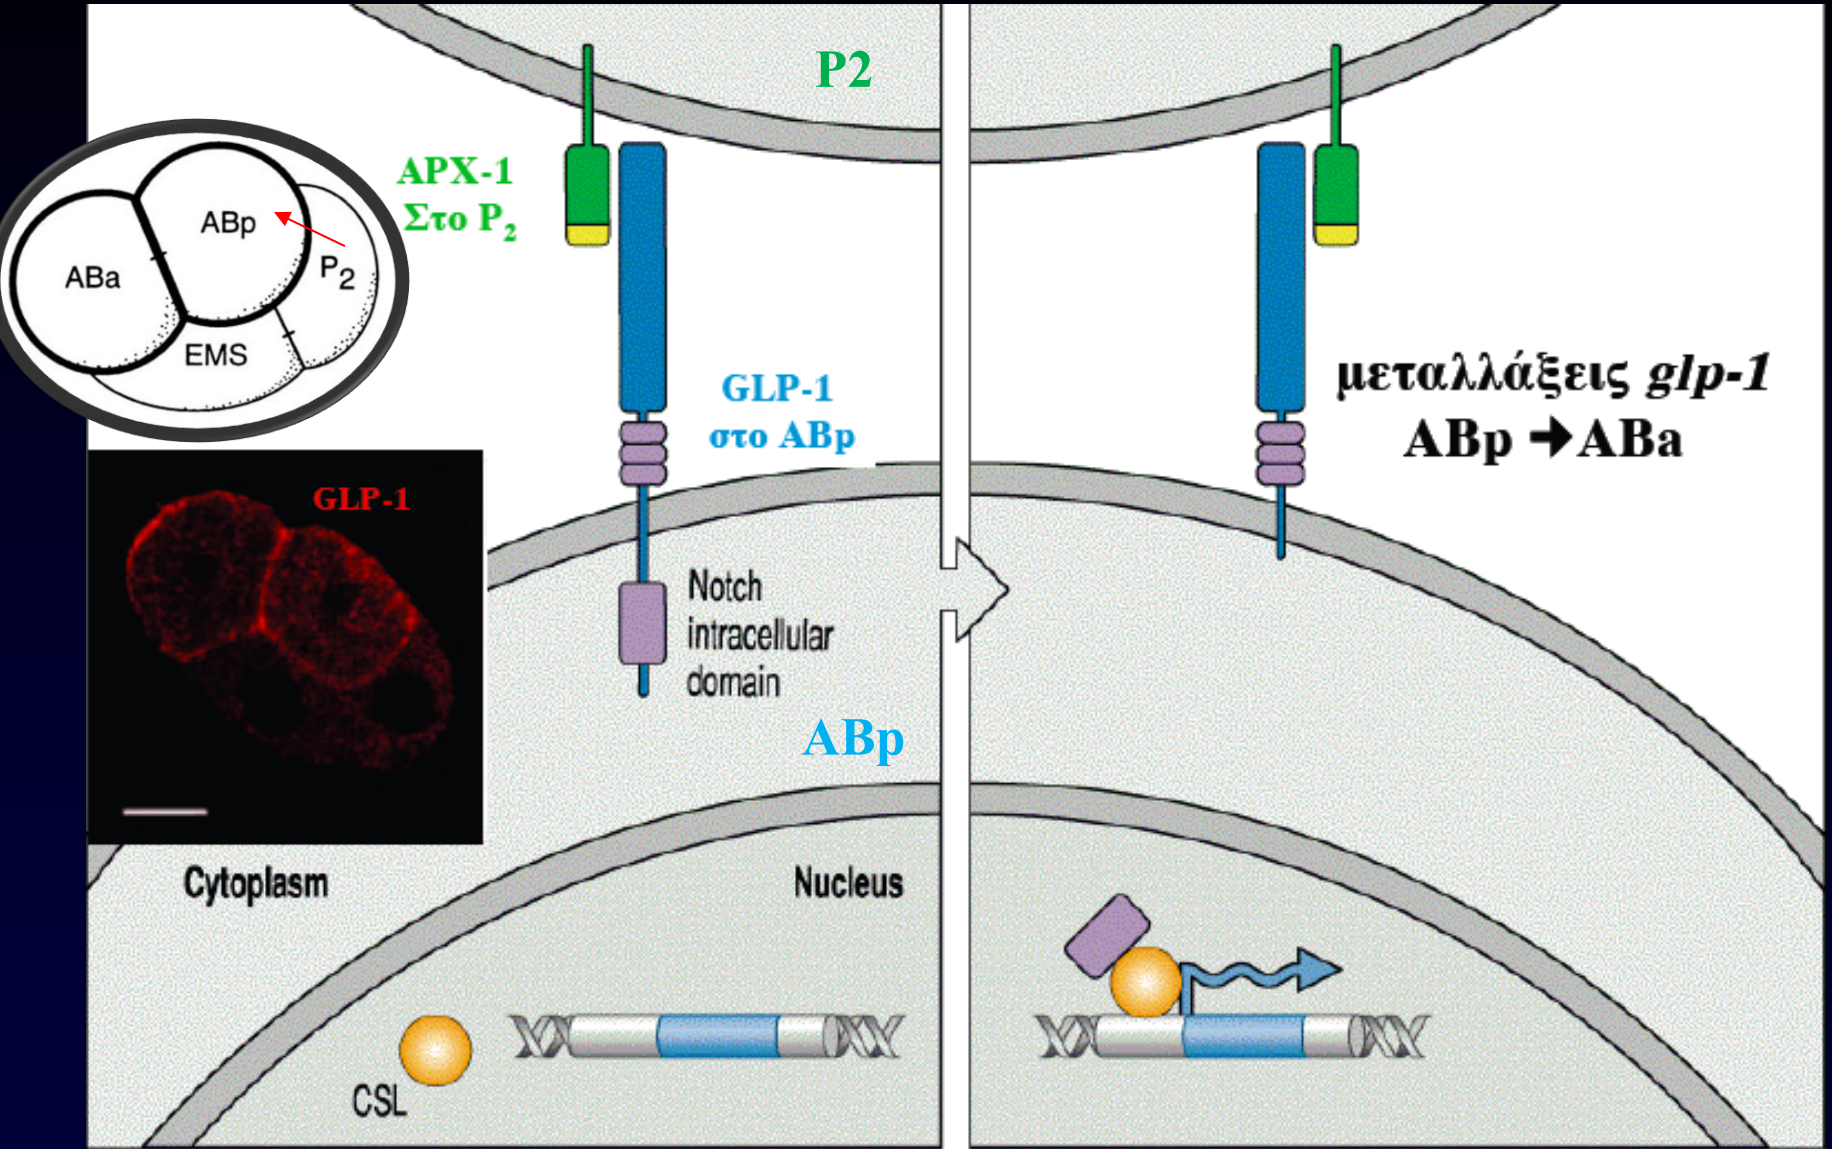 P2
APX-1
Στο P2
ABp
ABa
P2
EMS
GLP-1
στο ABp
μεταλλάξεις glp-1
ABp ➔ABa
GLP-1
Notch
intracellular
domain
ABp
Cytoplasm
Nucleus
CSL